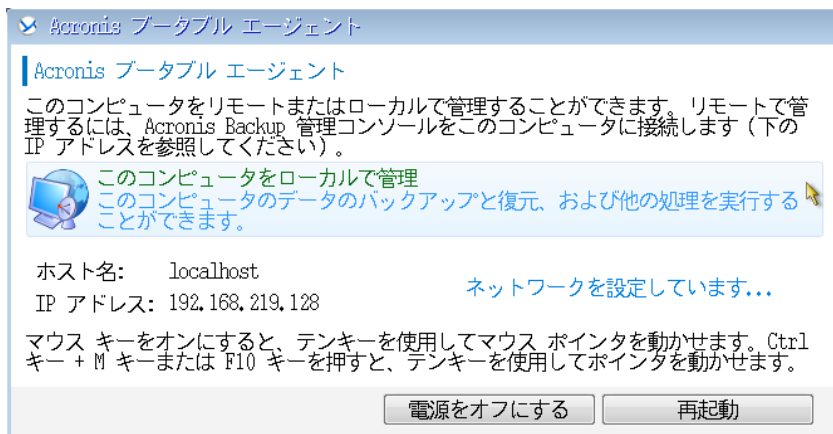 Acronis ブータブル エージェント
Acronis ブータブル エージェント
このコンピュータをリモートまたはローカルで管理することができます。リモートで管
理するには、Acronis Backup 管理コンソールをこのコンピュータに接続します（下の
IP アドレスを参照してください）。
このコンピュータをローカルで管理
このコンピュータのデータのバックアップと復元、および他の処理を実行する
ことができます。
ホスト名: localhost
ネットワークを設定しています...
IP アドレス: 192.168.219.128
マウス キーをオンにすると、テンキーを使用してマウス ポインタを動かせます。Ctrl
キー + M キーまたは F10 キーを押すと、テンキーを使用してポインタを動かせます。
電源をオフにする
再起動